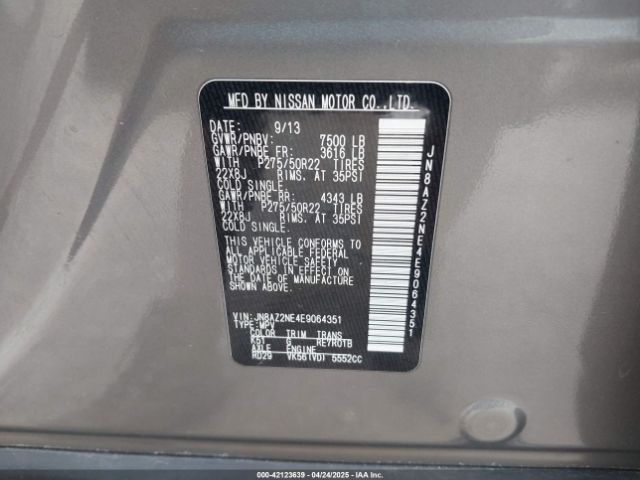 MFD BY NISSAN MOTOR CO.,LTD.
DATE: 9/13
GVWR/PNBV: 7500 LB
GAWR/PNBE FR: 3616 LB
WITH P275/50R22 TIRES
22X8J RIMS. AT 35PSI
COLD SINGLE.
GAWR/PNBE RR: 4343 LB
WITH P275/50R22 TIRES
22X8J RIMS. AT 35PSI
COLD SINGLE.
THIS VEHICLE CONFORMS TO
ALL APPLICABLE FEDERAL
MOTOR VEHICLE SAFETY
STANDARDS IN EFFECT ON
THE DATE OF MANUFACTURE
SHOWN ABOVE.
VIN: JN8AZ2NE4E9064351
TYPE: MPV
COLOR TRIM TRANS
K51 G RE7R01B
AXLE ENGINE
RD29 VK56(VD) 5552CC
JN8AZ2NE4E9064351
000-42123639 - 04/24/2025 - Copyright © IAA